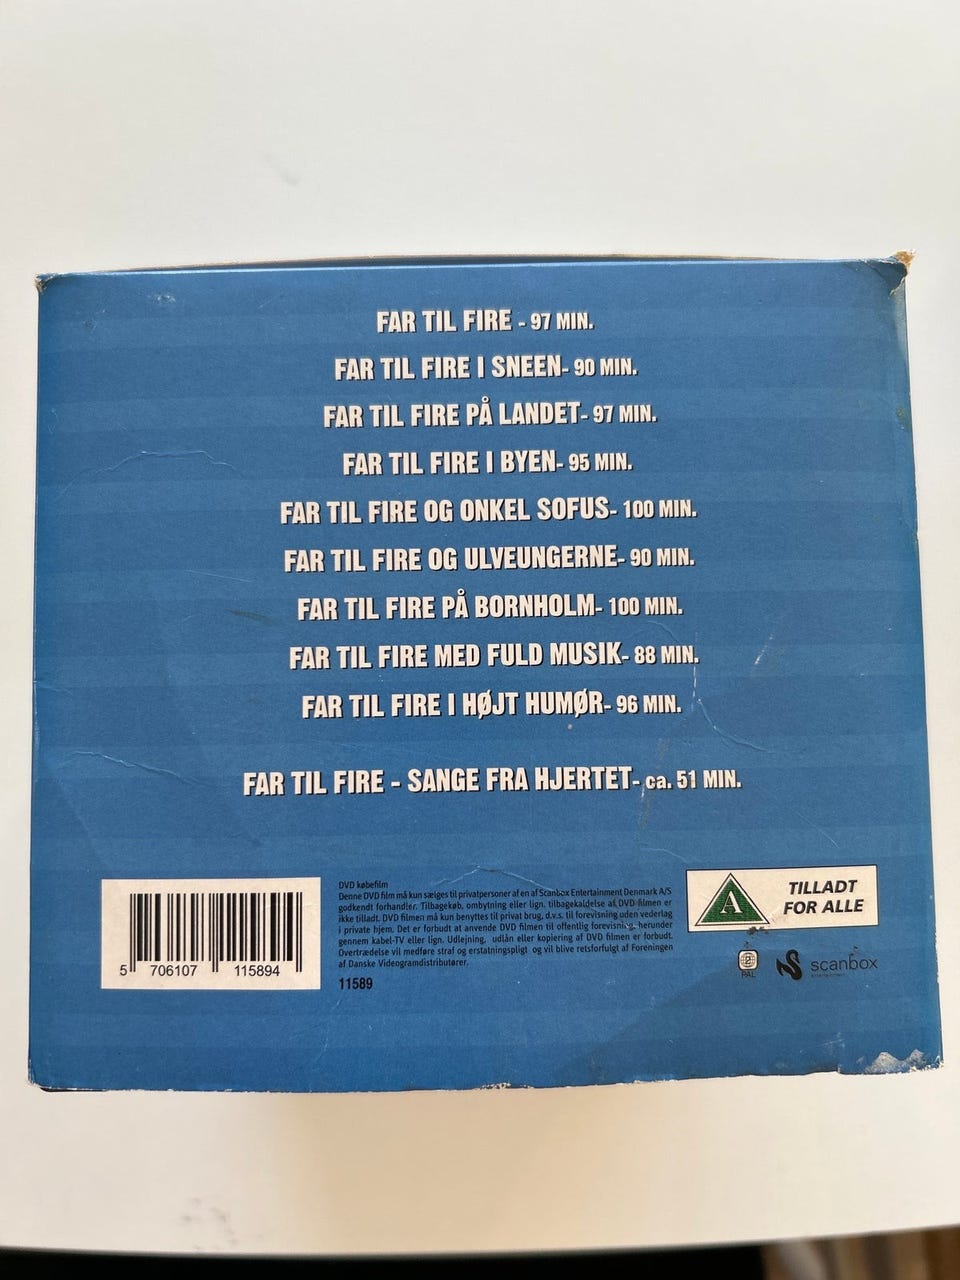 FAR TIL FIRE - 97 MIN.
FAR TIL FIRE I SNEEN- 90 MIN.
FAR TIL FIRE PÅ LANDET- 97 MIN.
FAR TIL FIRE I BYEN- 95 MIN.
FAR TIL FIRE OG ONKEL SOFUS- 100 MIN.
FAR TIL FIRE OG ULVEUNGERNE- 90 MIN.
FAR TIL FIRE PÅ BORNHOLM- 100 MIN.
FAR TIL FIRE MED FULD MUSIK- 88 MIN.
FAR TIL FIRE I HØJT HUMØR- 96 MIN.
FAR TIL FIRE - SANGE FRA HJERTET- ca. 51 MIN.
5 706107 115894
DVD købefilm
Denne DVD film må kun sælges til privatpersoner af en af Scanbox Entertainment Denmark A/S
godkendt forhandler. Tilbagekøb, ombytning eller lign. tilbagekaldelse af DVD filmen er
ikke tilladt. DVD filmen må kun benyttes til privat brug, d.v.s. til forevisning uden vederlag
i private hjem. Det er forbudt at anvende DVD filmen til offentlig forevisning, herunder
gennem kabel-TV eller lign. Udlejning, udlån eller kopiering af DVD filmen er forbudt.
Overtrædelse vil medføre straf og erstatningspligt og vil blive retsforfulgt af Foreningen
af Danske Videogramdistributører.
11589
A TILLADT
FOR ALLE
2
PAL
scanbox
entertainment